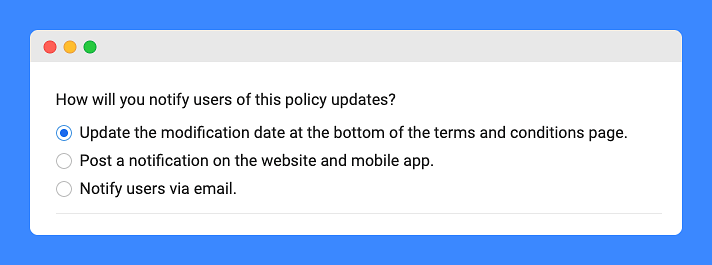 How will you notify users of this policy updates?
Update the modification date at the bottom of the terms and conditions page.
Post a notification on the website and mobile app.
Notify users via email.